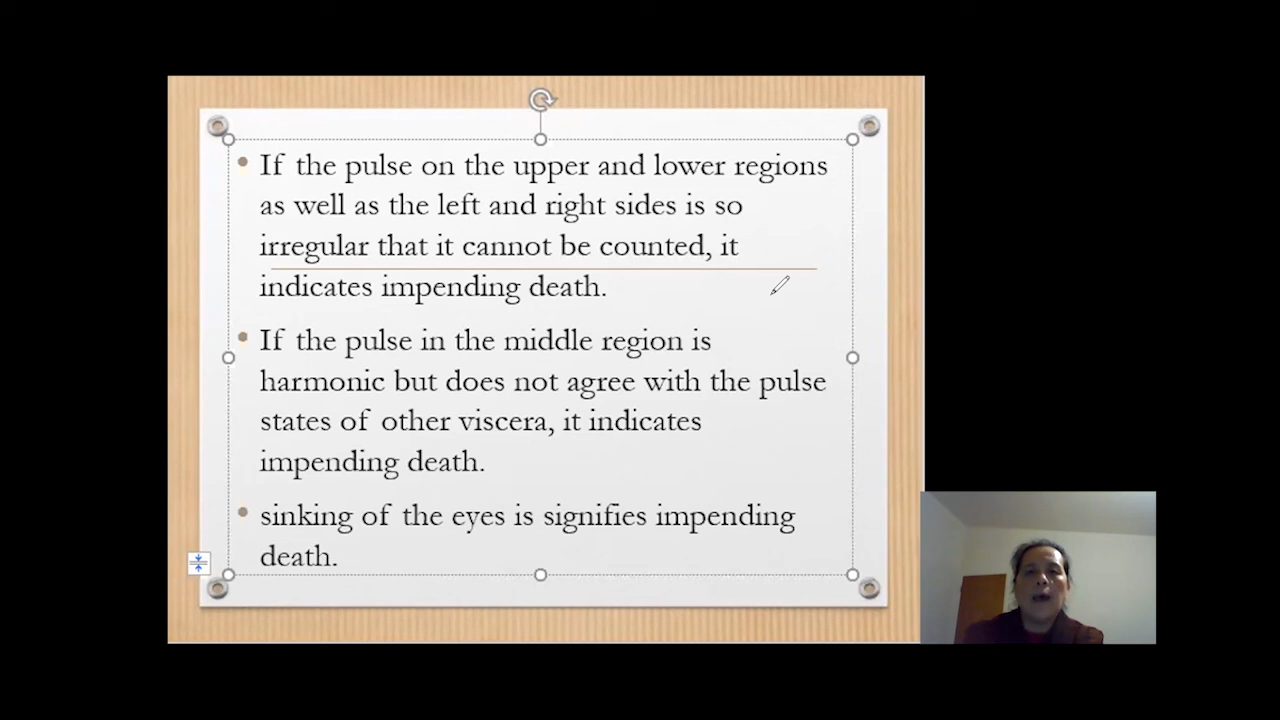 If the pulse on the upper and lower regions
as well as the left and right sides is so
irregular that it cannot be counted, it
indicates impending death.
If the pulse in the middle region is
harmonic but does not agree with the pulse
states of other viscera, it indicates
impending death.
sinking of the eyes is signifies impending
death.